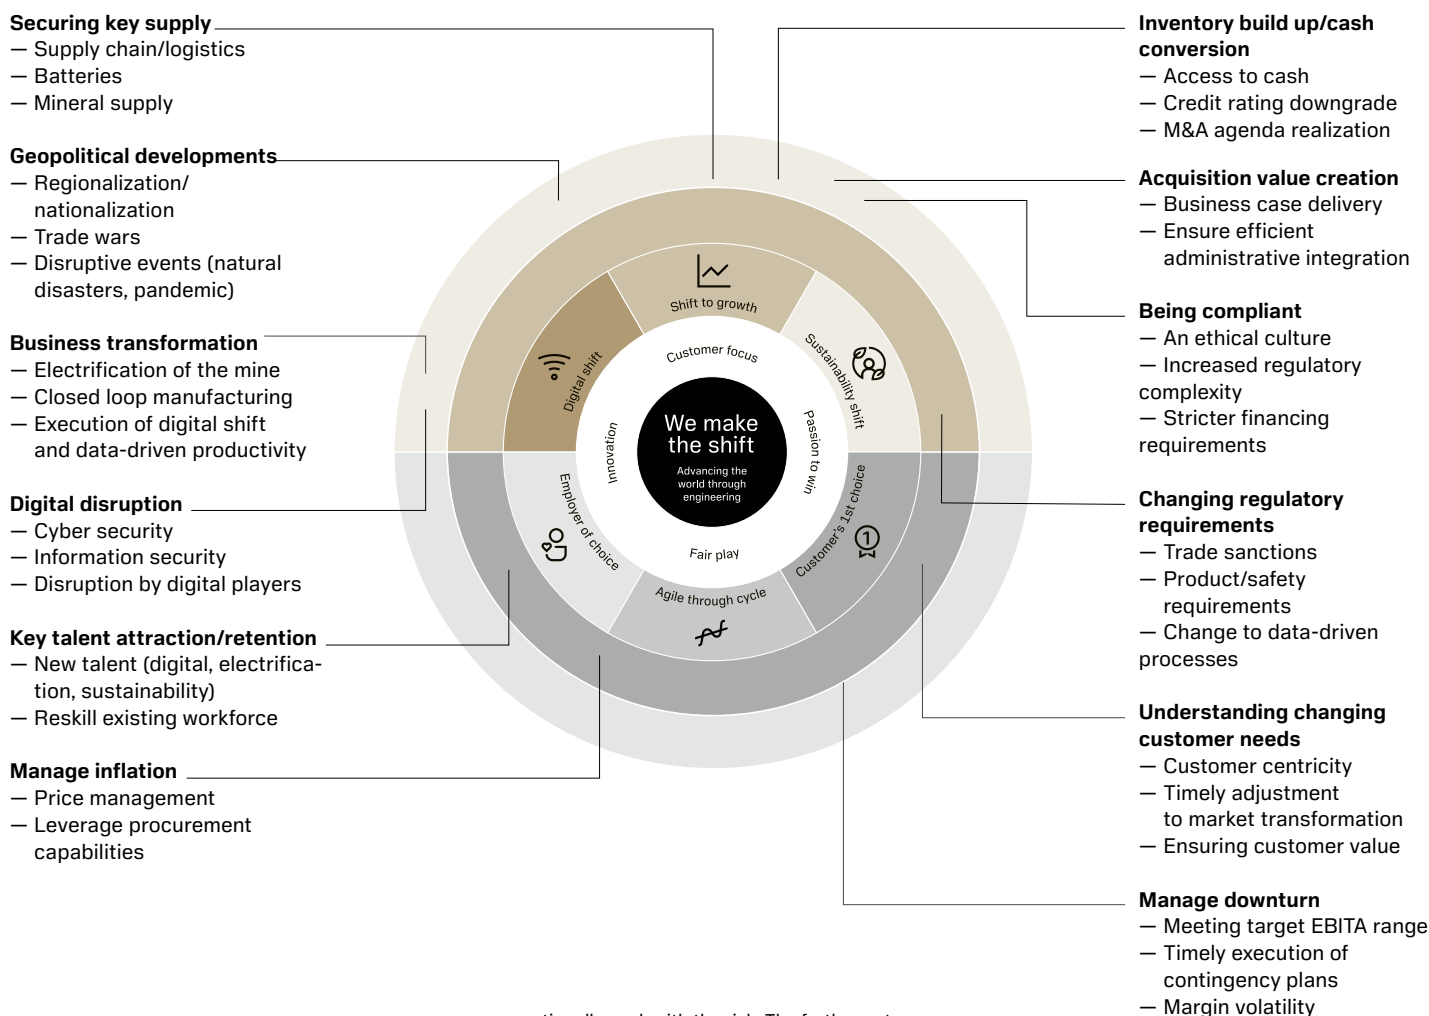 Securing key supply
— Supply chain/logistics
— Batteries
— Mineral supply
Geopolitical developments
— Regionalization/
nationalization
— Trade wars
— Disruptive events (natural
disasters, pandemic)
Business transformation
— Electrification of the mine
— Closed loop manufacturing
— Execution of digital shift
and data-driven productivity
Digital disruption
— Cyber security
— Information security
— Disruption by digital players
Key talent attraction/retention
— New talent (digital, electrifica-
tion, sustainability)
— Reskill existing workforce
Manage inflation
— Price management
— Leverage procurement
capabilities
Shift to growth
Digital shift
Sustainability shift
Customer focus
Innovation
Passion to win
Fair play
We make
the shift
Advancing the
world through
engineering
Employer of choice
Agile through cycle
Customer's 1st choice
1
Inventory build up/cash
conversion
— Access to cash
— Credit rating downgrade
— M&A agenda realization
Acquisition value creation
— Business case delivery
— Ensure efficient
administrative integration
Being compliant
— An ethical culture
— Increased regulatory
complexity
— Stricter financing
requirements
Changing regulatory
requirements
— Trade sanctions
— Product/safety
requirements
— Change to data-driven
processes
Understanding changing
customer needs
— Customer centricity
— Timely adjustment
to market transformation
— Ensuring customer value
Manage downturn
— Meeting target EBITA range
— Timely execution of
contingency plans
— Margin volatility